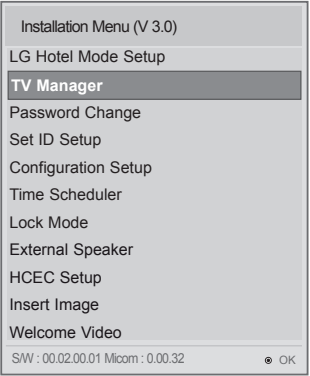 Installation Menu (V 3.0)
LG Hotel Mode Setup
TV Manager
Password Change
Set ID Setup
Configuration Setup
Time Scheduler
Lock Mode
External Speaker
HCEC Setup
Insert Image
Welcome Video
S/W : 00.02.00.01 Micom : 0.00.32 ◉ OK